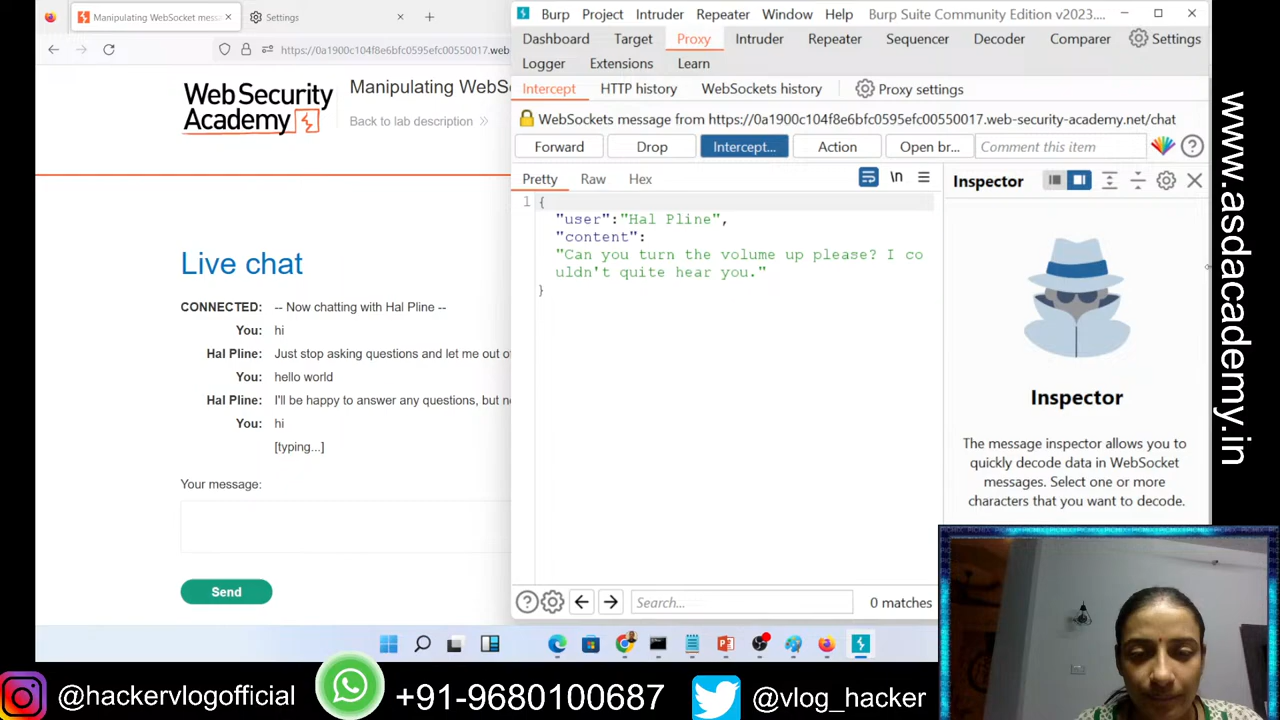 Manipulating WebSocket mess
Settings
https://0a1900c104f8e6bfc0595efc00550017.web
Web Security
Academy
Manipulating WebSo
Back to lab description
Live chat
CONNECTED: -- Now chatting with Hal Pline --
You: hi
Hal Pline: Just stop asking questions and let me out of
You: hello world
Hal Pline: I'll be happy to answer any questions, but no
You: hi
[typing...]
Your message:
Send
Burp Project Intruder Repeater Window Help Burp Suite Community Edition v2023....
Dashboard Target Proxy Intruder Repeater Sequencer Decoder Comparer Settings
Logger Extensions Learn
Intercept HTTP history WebSockets history Proxy settings
WebSockets message from https://0a1900c104f8e6bfc0595efc00550017.web-security-academy.net/chat
Forward Drop Intercept... Action Open br... Comment this item
Pretty Raw Hex \n
1 {
"user":"Hal Pline",
"content":
"Can you turn the volume up please? I co
uldn't quite hear you."
}
Search... 0 matches
Inspector
Inspector
The message inspector allows you to
quickly decode data in WebSocket
messages. Select one or more
characters that you want to decode.
www.asdacademy.in
@hackervlogofficial +91-9680100687 @vlog_hacker